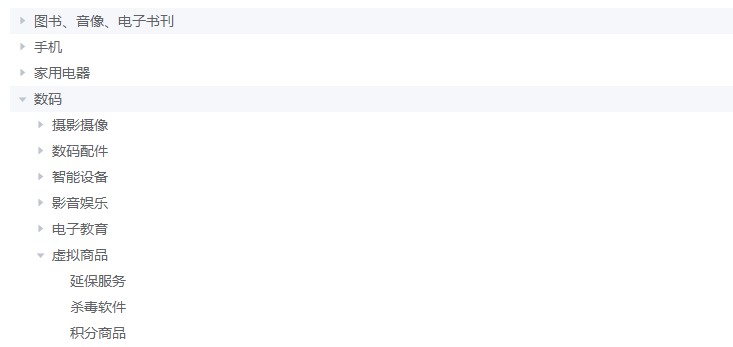 图书、音像、电子书刊
手机
家用电器
数码
摄影摄像
数码配件
智能设备
影音娱乐
电子教育
虚拟商品
延保服务
杀毒软件
积分商品